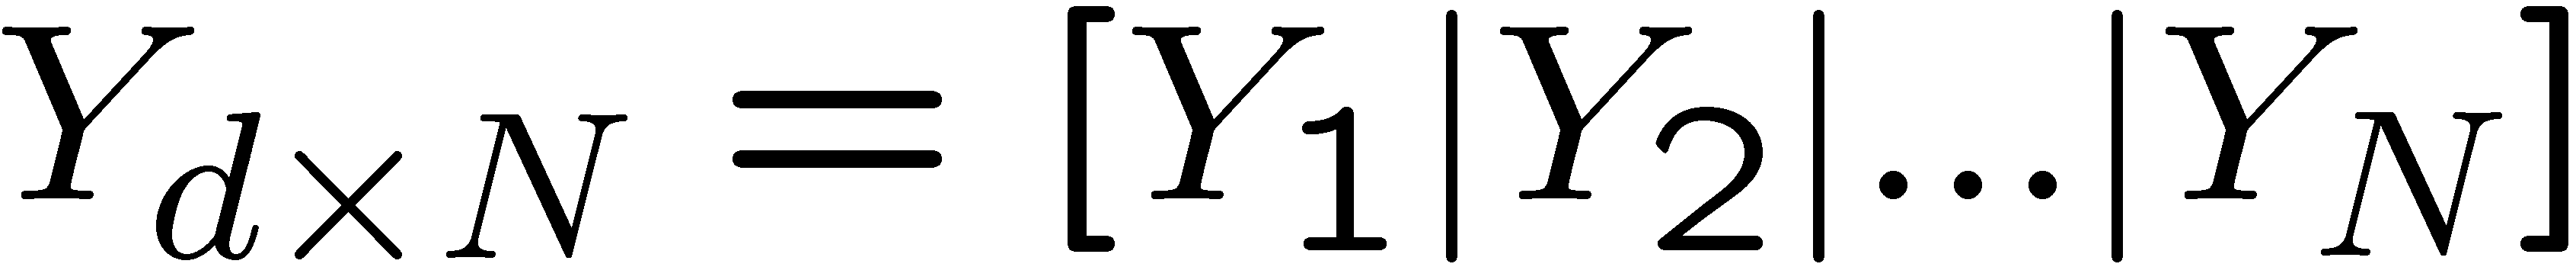 Y_{d×N} = [Y_1|Y_2|...|Y_N]